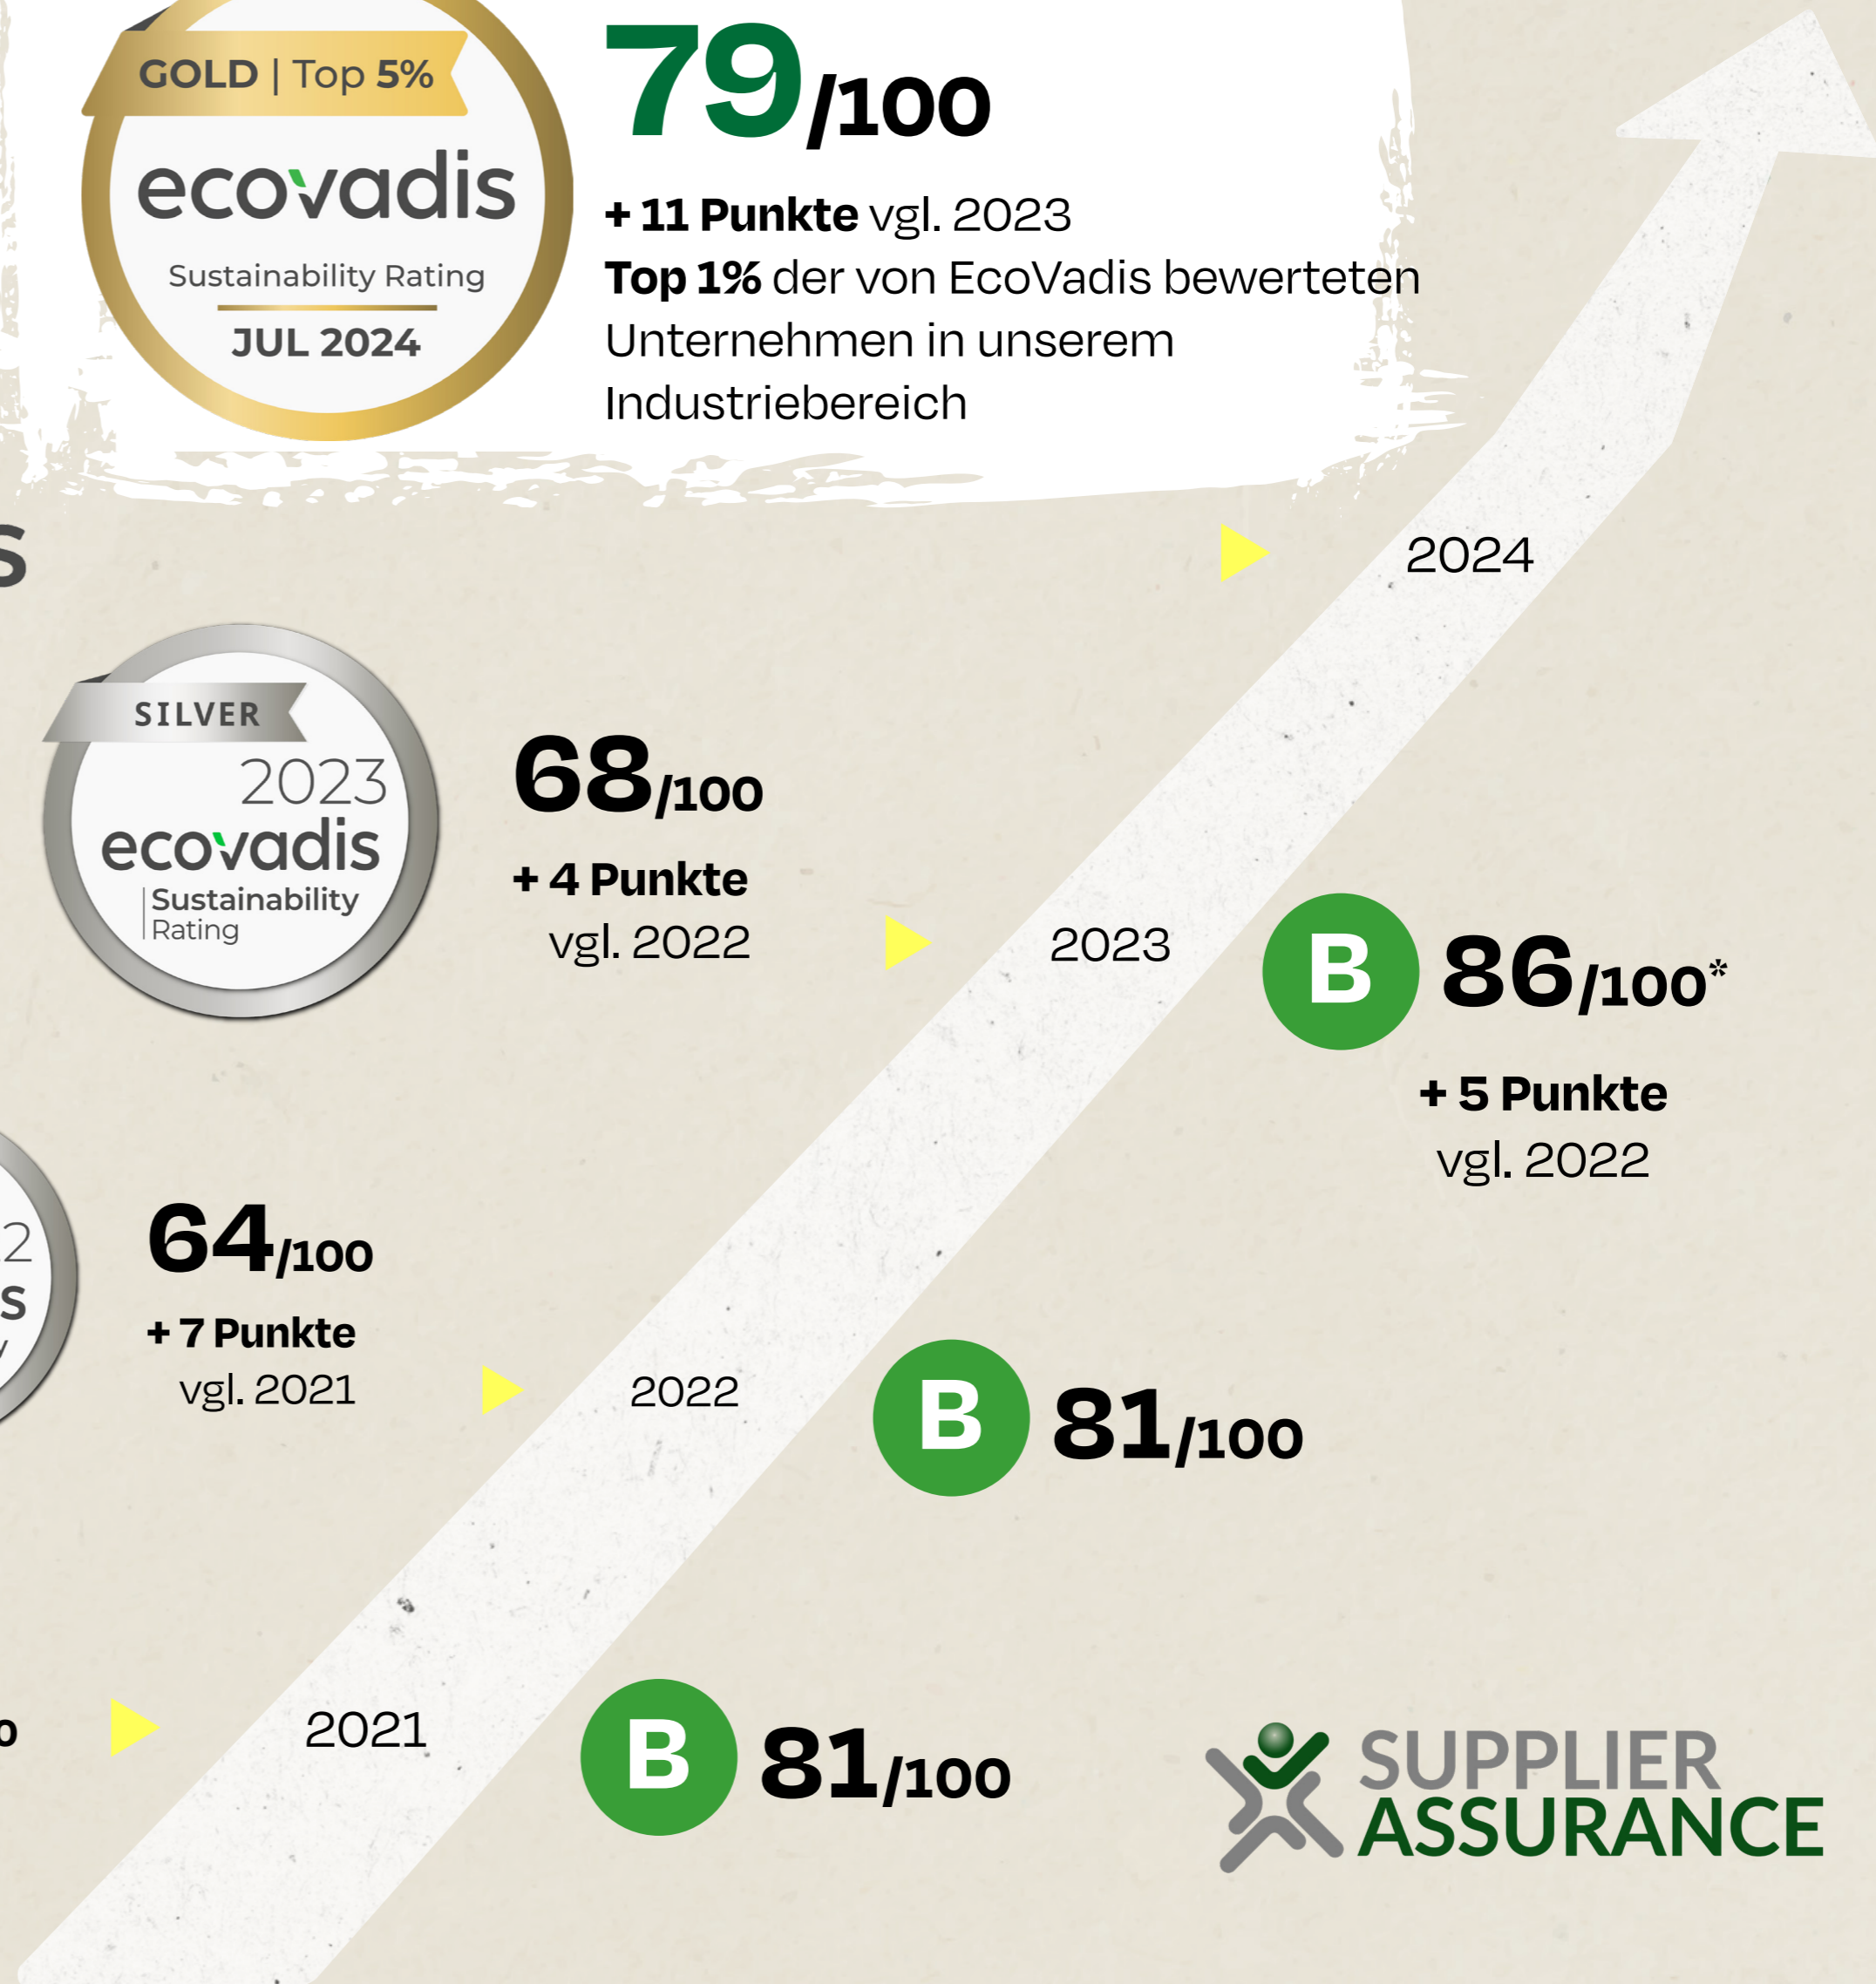 GOLD | Top 5%
ecovadis
Sustainability Rating
JUL 2024
79/100
+ 11 Punkte vgl. 2023
Top 1% der von EcoVadis bewerteten
Unternehmen in unserem
Industriebereich
S
2024
SILVER
2023
ecovadis
Sustainability
Rating
68/100
+ 4 Punkte
vgl. 2022
2023
B
86/100*
+ 5 Punkte
vgl. 2022
2
S
64/100
+ 7 Punkte
vgl. 2021
2022
B
81/100
2021
B
81/100
SUPPLIER
ASSURANCE